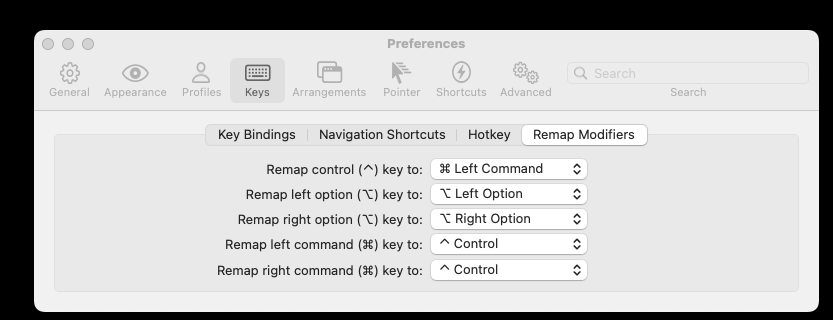 Preferences
General Appearance Profiles Keys Arrangements Pointer Shortcuts Advanced Search
Search
Key Bindings Navigation Shortcuts Hotkey Remap Modifiers
Remap control (^) key to: ⌘ Left Command
Remap left option (⌥) key to: ⌥ Left Option
Remap right option (⌥) key to: ⌥ Right Option
Remap left command (⌘) key to: ^ Control
Remap right command (⌘) key to: ^ Control